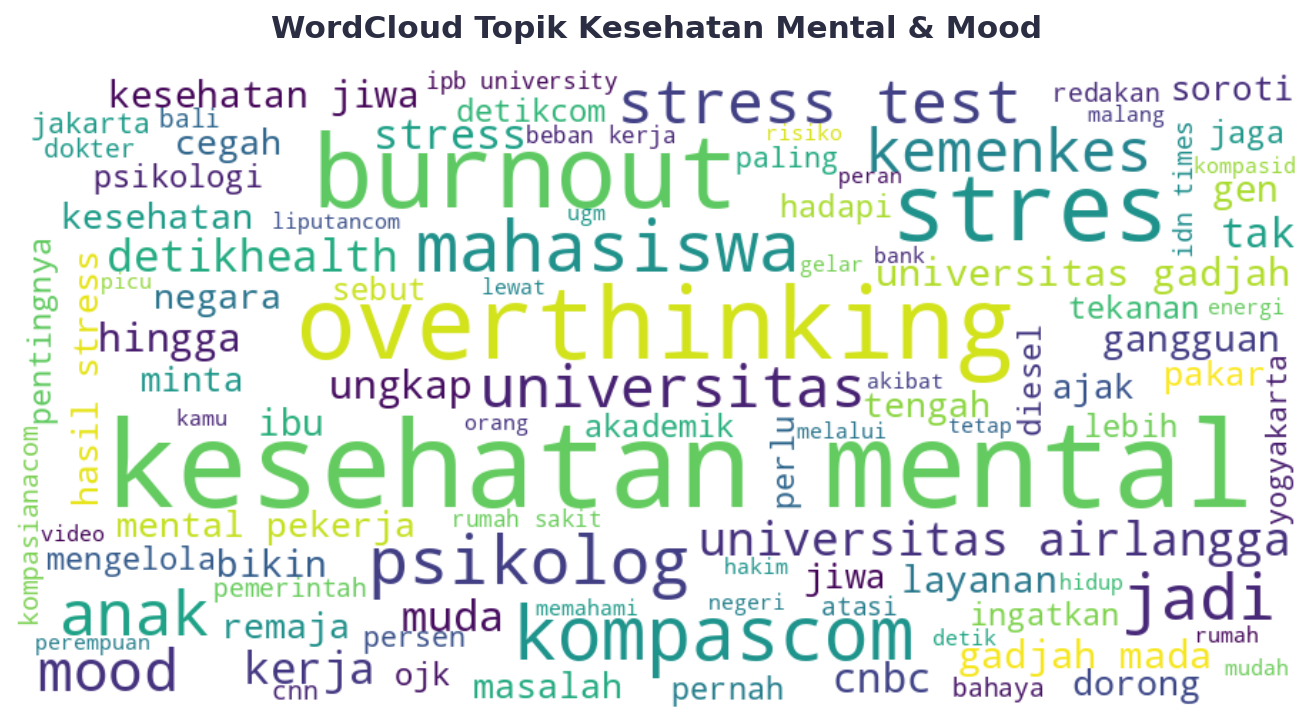 WordCloud Topik Kesehatan Mental & Mood
kesehatan jiwa
ipb university
stress test
redakan
soroti
jakarta
bali
detikcom
malang
dokter
cegah
stress
beban kerja
risiko
kemenkes
jaga
burnout
paling
idn times
kompasid
psikologi
peran
stres
gen
kesehatan
liputancom
ugm
hadapi
tak
detikhealth
mahasiswa
gelar
bank
universitas gadjah
pentingnya
hasil stress
picu
negara
sebut
lewat
overthinking
tekanan
energi
hingga
diesel
gangguan
minta
ungkap
universitas
akibat
ajak
pakar
yogyakarta
kamu
ibu
orang
akademik
tengah
perlu
melalui
tetap
lebih
kesehatan mental
kompasianacom
video
mental pekerja
rumah sakit
universitas airlangga
mengelola
bikin
psikolog
hakim
jiwa
layanan
hidup
jadi
pemerintah
anak
remaja
muda
persen
memahami
negeri
atasi
ingatkan
perempuan
kompascom
detik
rumah
mood
kerja
cnn
ojk
masalah
pernah
cnbc
gadjah mada
bahaya
dorong
mudah